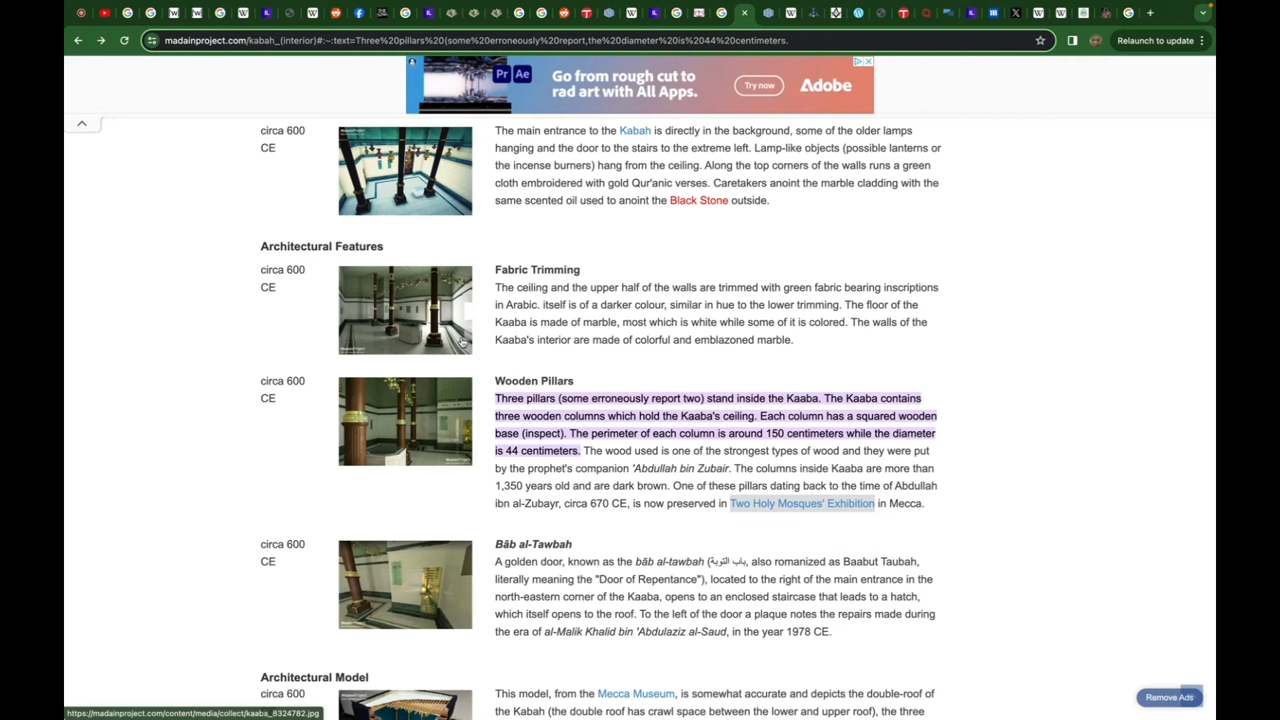 madainproject.com/kabah_(interior)#:~:text=Three%20pillars%20(some%20erroneously%20report,the%20diameter%20is%2044%20centimeters.
Relaunch to update
Pr Ae
Go from rough cut to
rad art with All Apps.
Try now
Adobe
circa 600
CE
The main entrance to the Kabah is directly in the background, some of the older lamps
hanging and the door to the stairs to the extreme left. Lamp-like objects (possible lanterns or
the incense burners) hang from the ceiling. Along the top corners of the walls runs a green
cloth embroidered with gold Qur'anic verses. Caretakers anoint the marble cladding with the
same scented oil used to anoint the Black Stone outside.
Architectural Features
circa 600
CE
Fabric Trimming
The ceiling and the upper half of the walls are trimmed with green fabric bearing inscriptions
in Arabic. itself is of a darker colour, similar in hue to the lower trimming. The floor of the
Kaaba is made of marble, most which is white while some of it is colored. The walls of the
Kaaba's interior are made of colorful and emblazoned marble.
circa 600
CE
Wooden Pillars
Three pillars (some erroneously report two) stand inside the Kaaba. The Kaaba contains
three wooden columns which hold the Kaaba's ceiling. Each column has a squared wooden
base (inspect). The perimeter of each column is around 150 centimeters while the diameter
is 44 centimeters. The wood used is one of the strongest types of wood and they were put
by the prophet's companion 'Abdullah bin Zubair. The columns inside Kaaba are more than
1,350 years old and are dark brown. One of these pillars dating back to the time of Abdullah
ibn al-Zubayr, circa 670 CE, is now preserved in Two Holy Mosques' Exhibition in Mecca.
circa 600
CE
Bāb al-Tawbah
A golden door, known as the bāb al-tawbah (باب التوبة, also romanized as Baabut Taubah,
literally meaning the "Door of Repentance"), located to the right of the main entrance in the
north-eastern corner of the Kaaba, opens to an enclosed staircase that leads to a hatch,
which itself opens to the roof. To the left of the door a plaque notes the repairs made during
the era of al-Malik Khalid bin 'Abdulaziz al-Saud, in the year 1978 CE.
Architectural Model
circa 600
This model, from the Mecca Museum, is somewhat accurate and depicts the double-roof of
the Kabah (the double roof has crawl space between the lower and upper roof), the three
Remove Ads
https://madainproject.com/content/media/collect/kaaba_8324782.jpg